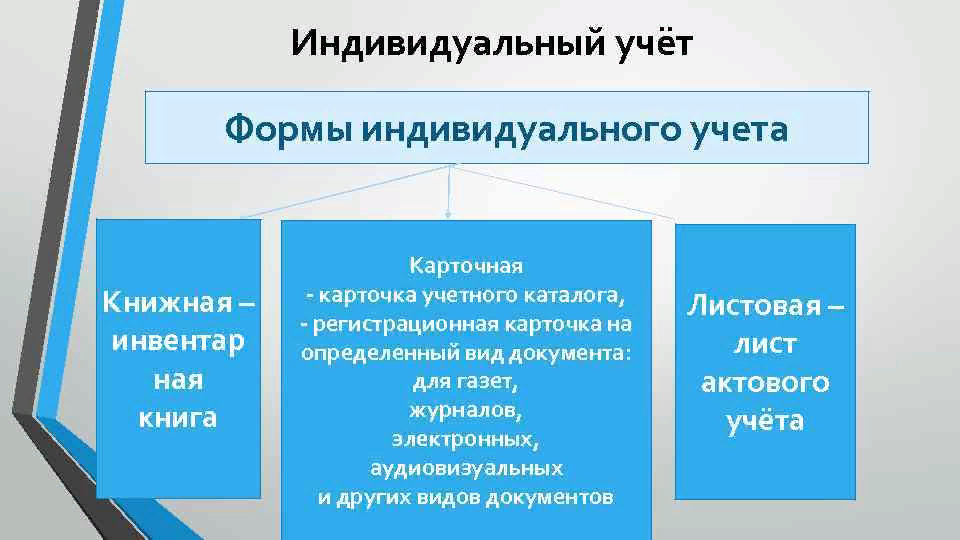 Индивидуальный учёт
Формы индивидуального учета
Книжная –
инвентар
ная
книга
Карточная
- карточка учетного каталога,
- регистрационная карточка на
определенный вид документа:
для газет,
журналов,
электронных,
аудиовизуальных
и других видов документов
Листовая –
лист
актового
учёта